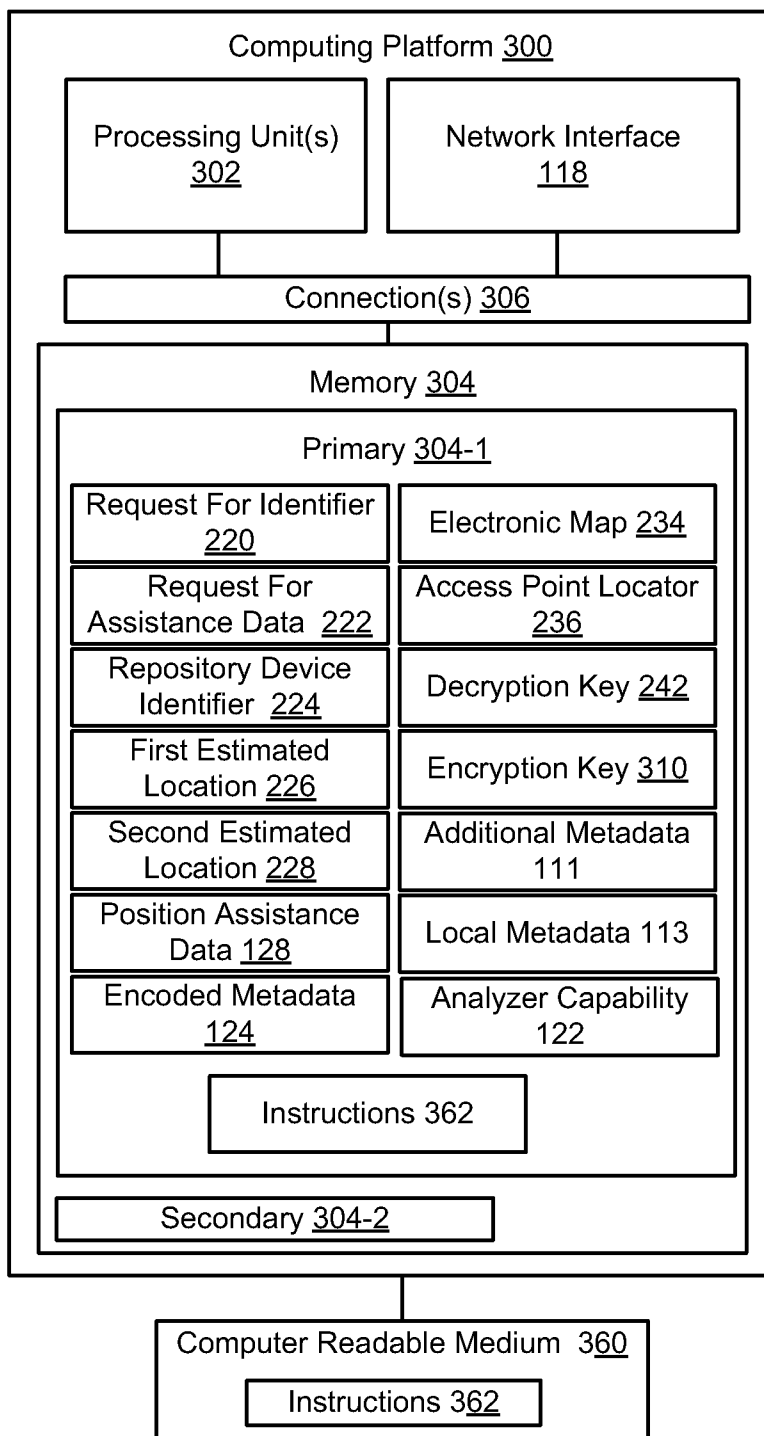 Computing Platform 300
Processing Unit(s)
302
Network Interface
118
Connection(s) 306
Memory 304
Primary 304-1
Request For Identifier
220
Electronic Map 234
Request For
Assistance Data 222
Access Point Locator
236
Repository Device
Identifier 224
Decryption Key 242
First Estimated
Location 226
Encryption Key 310
Second Estimated
Location 228
Additional Metadata
111
Position Assistance
Data 128
Local Metadata 113
Encoded Metadata
124
Analyzer Capability
122
Instructions 362
Secondary 304-2
Computer Readable Medium 360
Instructions 362